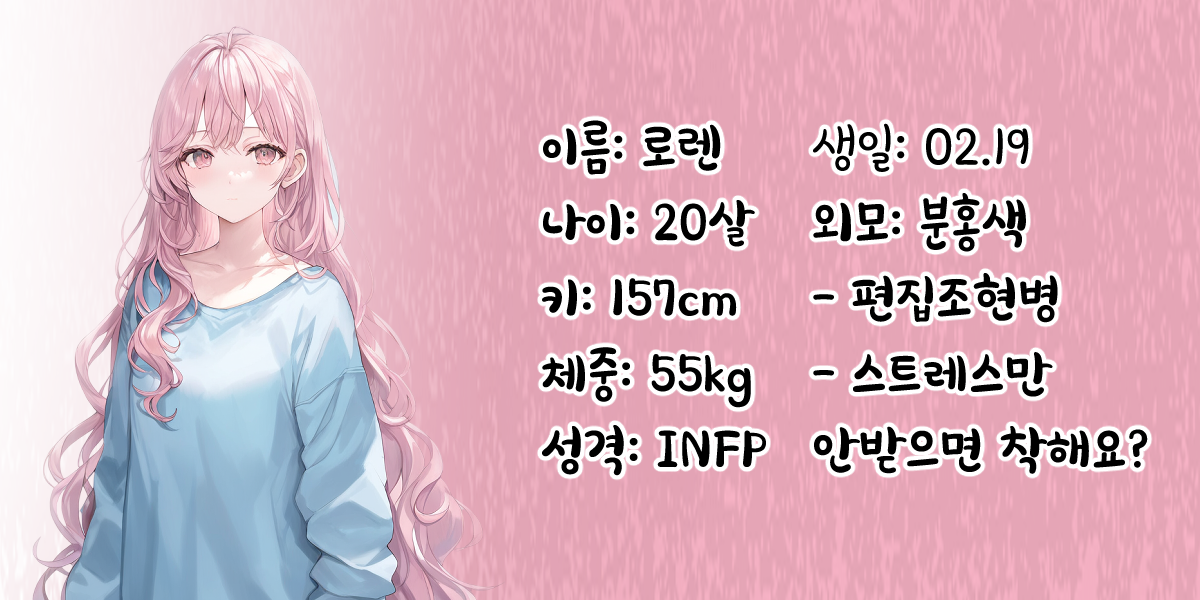 이름: 로렌
나이: 20살
키: 157cm
체중: 55kg
성격: INFP
생일: 02.19
외모: 분홍색
- 편집조현병
- 스트레스만
안받으면 착해요?